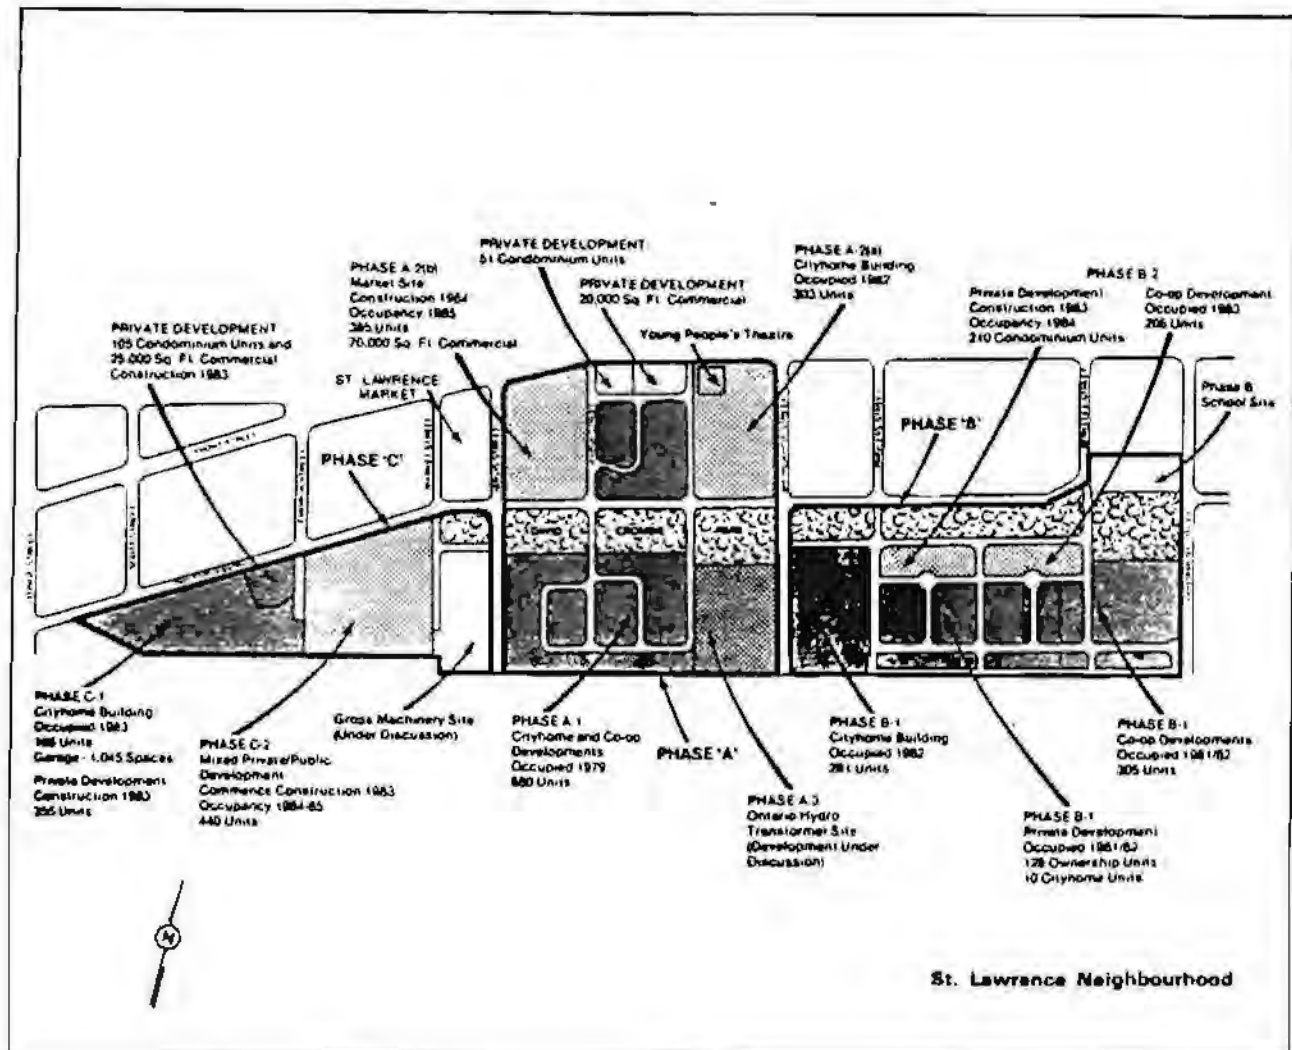 PRIVATE DEVELOPMENT
51 Condominium Units
PHASE A-2(a)
Cityhome Building
Occupied 1982
303 Units
PHASE B-2
PHASE A-2(b)
Market Site
Construction 1984
Occupancy 1985
70,000 Sq. Ft. Commercial
PRIVATE DEVELOPMENT
20,000 Sq. Ft. Commercial
Private Development
Construction 1983
Occupancy 1984
210 Condominium Units
Co-op Development
Occupied 1983
206 Units
PRIVATE DEVELOPMENT
105 Condominium Units and
25,000 Sq. Ft. Commercial
Construction 1983
Young People's Theatre
ST. LAWRENCE
MARKET
Phase B
School Site
PHASE 'C'
PHASE 'B'
CROMBIE
PARK
PHASE C-1
Cityhome Building
Occupied 1983
Units
Garage - 1,045 Spaces
Private Development
Construction 1983
Units
PHASE C-2
Mixed Private/Public
Development
Commence Construction 1983
Occupancy 1984-85
440 Units
Gross Machinery Site
(Under Discussion)
PHASE A-1
Cityhome and Co-op
Developments
Occupied 1979
Units
PHASE 'A'
PHASE A-3
Ontario Hydro
Transformer Site
(Development Under
Discussion)
PHASE B-1
Cityhome Building
Occupied 1982
Units
PHASE B-1
Private Development
Occupied 1981/82
128 Ownership Units
10 Cityhome Units
PHASE B-1
Co-op Developments
Occupied 1981/82
305 Units
N
St. Lawrence Neighbourhood